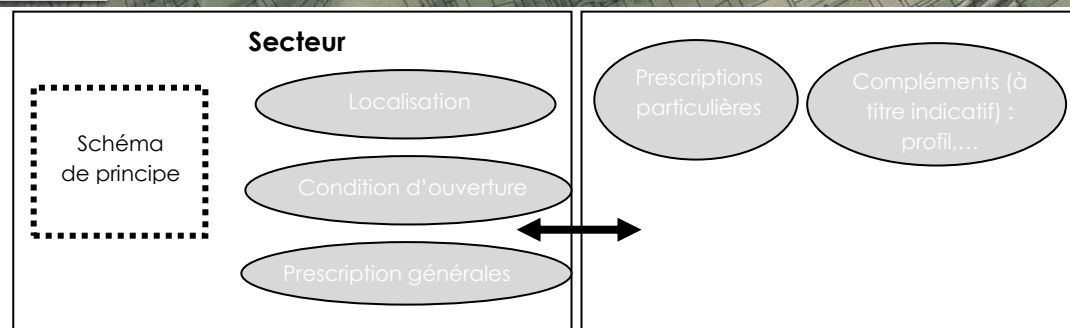 Secteur
Schéma
de principe
Localisation
Condition d'ouverture
Prescription générales
Prescriptions
particulières
Compléments (à
titre indicatif) :
profil,...